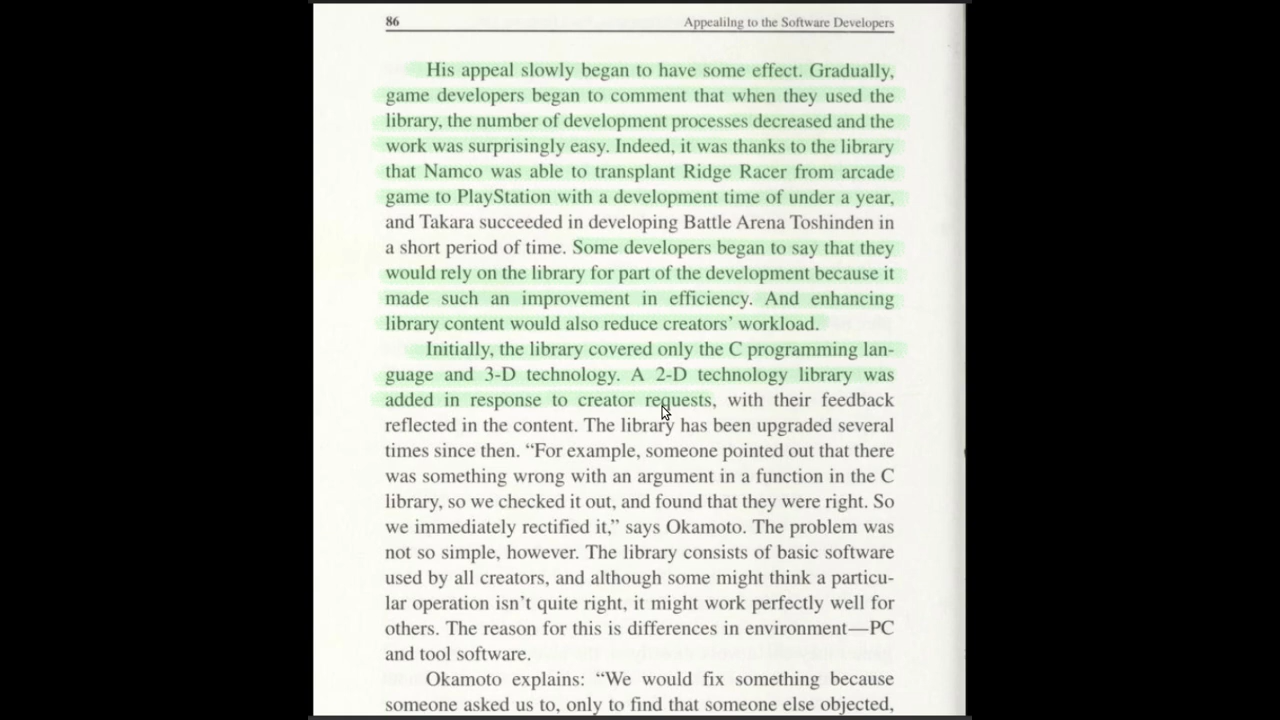 86 Appealilng to the Software Developers
His appeal slowly began to have some effect. Gradually,
game developers began to comment that when they used the
library, the number of development processes decreased and the
work was surprisingly easy. Indeed, it was thanks to the library
that Namco was able to transplant Ridge Racer from arcade
game to PlayStation with a development time of under a year,
and Takara succeeded in developing Battle Arena Toshinden in
a short period of time. Some developers began to say that they
would rely on the library for part of the development because it
made such an improvement in efficiency. And enhancing
library content would also reduce creators’ workload.
Initially, the library covered only the C programming lan-
guage and 3-D technology. A 2-D technology library was
added in response to creator requests, with their feedback
reflected in the content. The library has been upgraded several
times since then. “For example, someone pointed out that there
was something wrong with an argument in a function in the C
library, so we checked it out, and found that they were right. So
we immediately rectified it,” says Okamoto. The problem was
not so simple, however. The library consists of basic software
used by all creators, and although some might think a particu-
lar operation isn’t quite right, it might work perfectly well for
others. The reason for this is differences in environment—PC
and tool software.
Okamoto explains: “We would fix something because
someone asked us to, only to find that someone else objected,